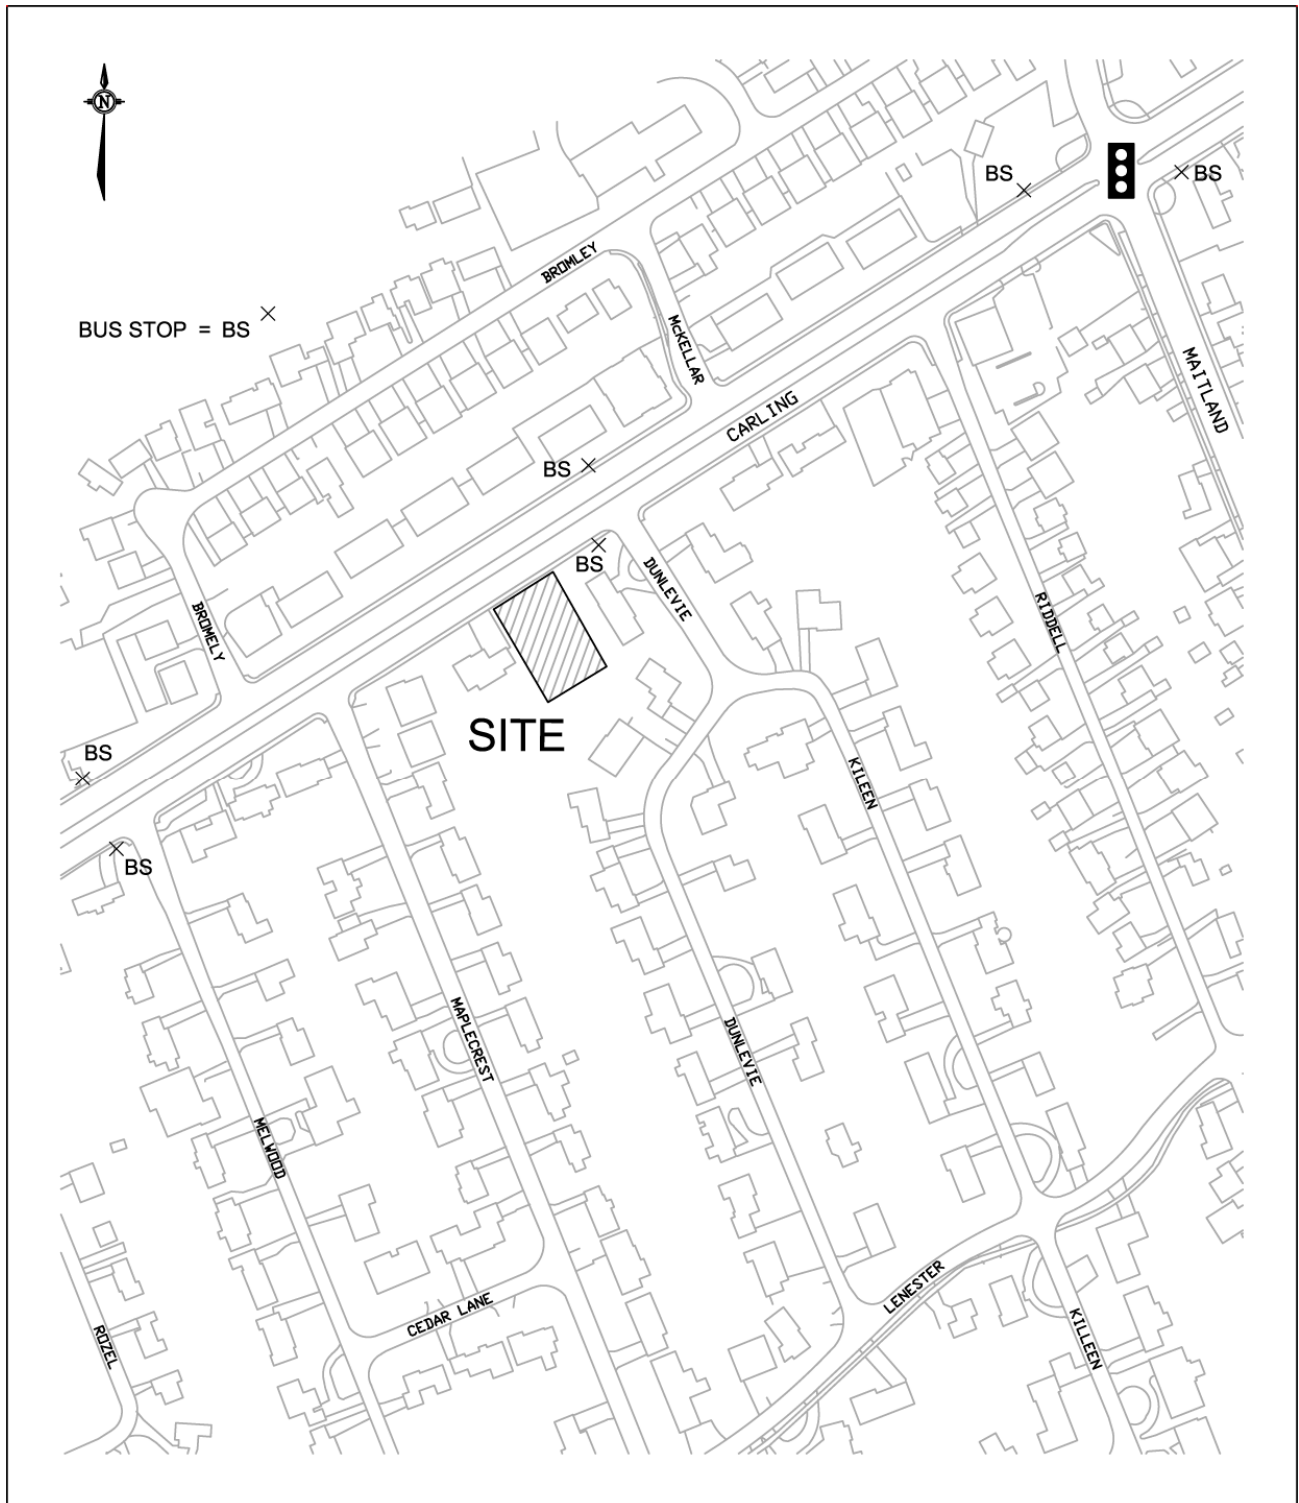 N
BS
BS
BROMLEY
BUS STOP = BS
McKELLAR
MAITLAND
CARLING
BS
BS
DUNLEVIE
RIDDELL
BROMELY
SITE
BS
KILEEN
BS
MAPLECREST
DUNLEVIE
MELWOOD
LENESTER
CEDAR LANE
ROZEL
KILLEEN